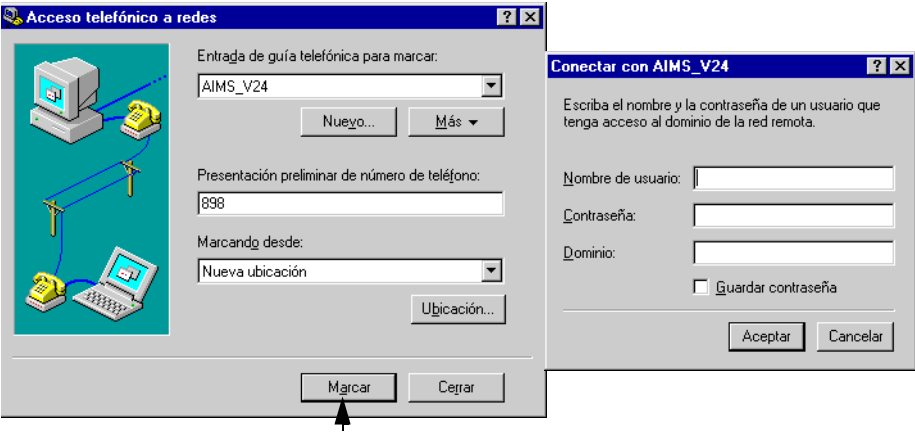 Acceso telefónico a redes
Entrada de guía telefónica para marcar:
AIMS_V24
Nuevo...
Más
Presentación preliminar de número de teléfono:
898
Marcando desde:
Nueva ubicación
Ubicación...
Marcar
Cerrar
Conectar con AIMS_V24
Escriba el nombre y la contraseña de un usuario que
tenga acceso al dominio de la red remota.
Nombre de usuario:
Contraseña:
Dominio:
Guardar contraseña
Aceptar
Cancelar